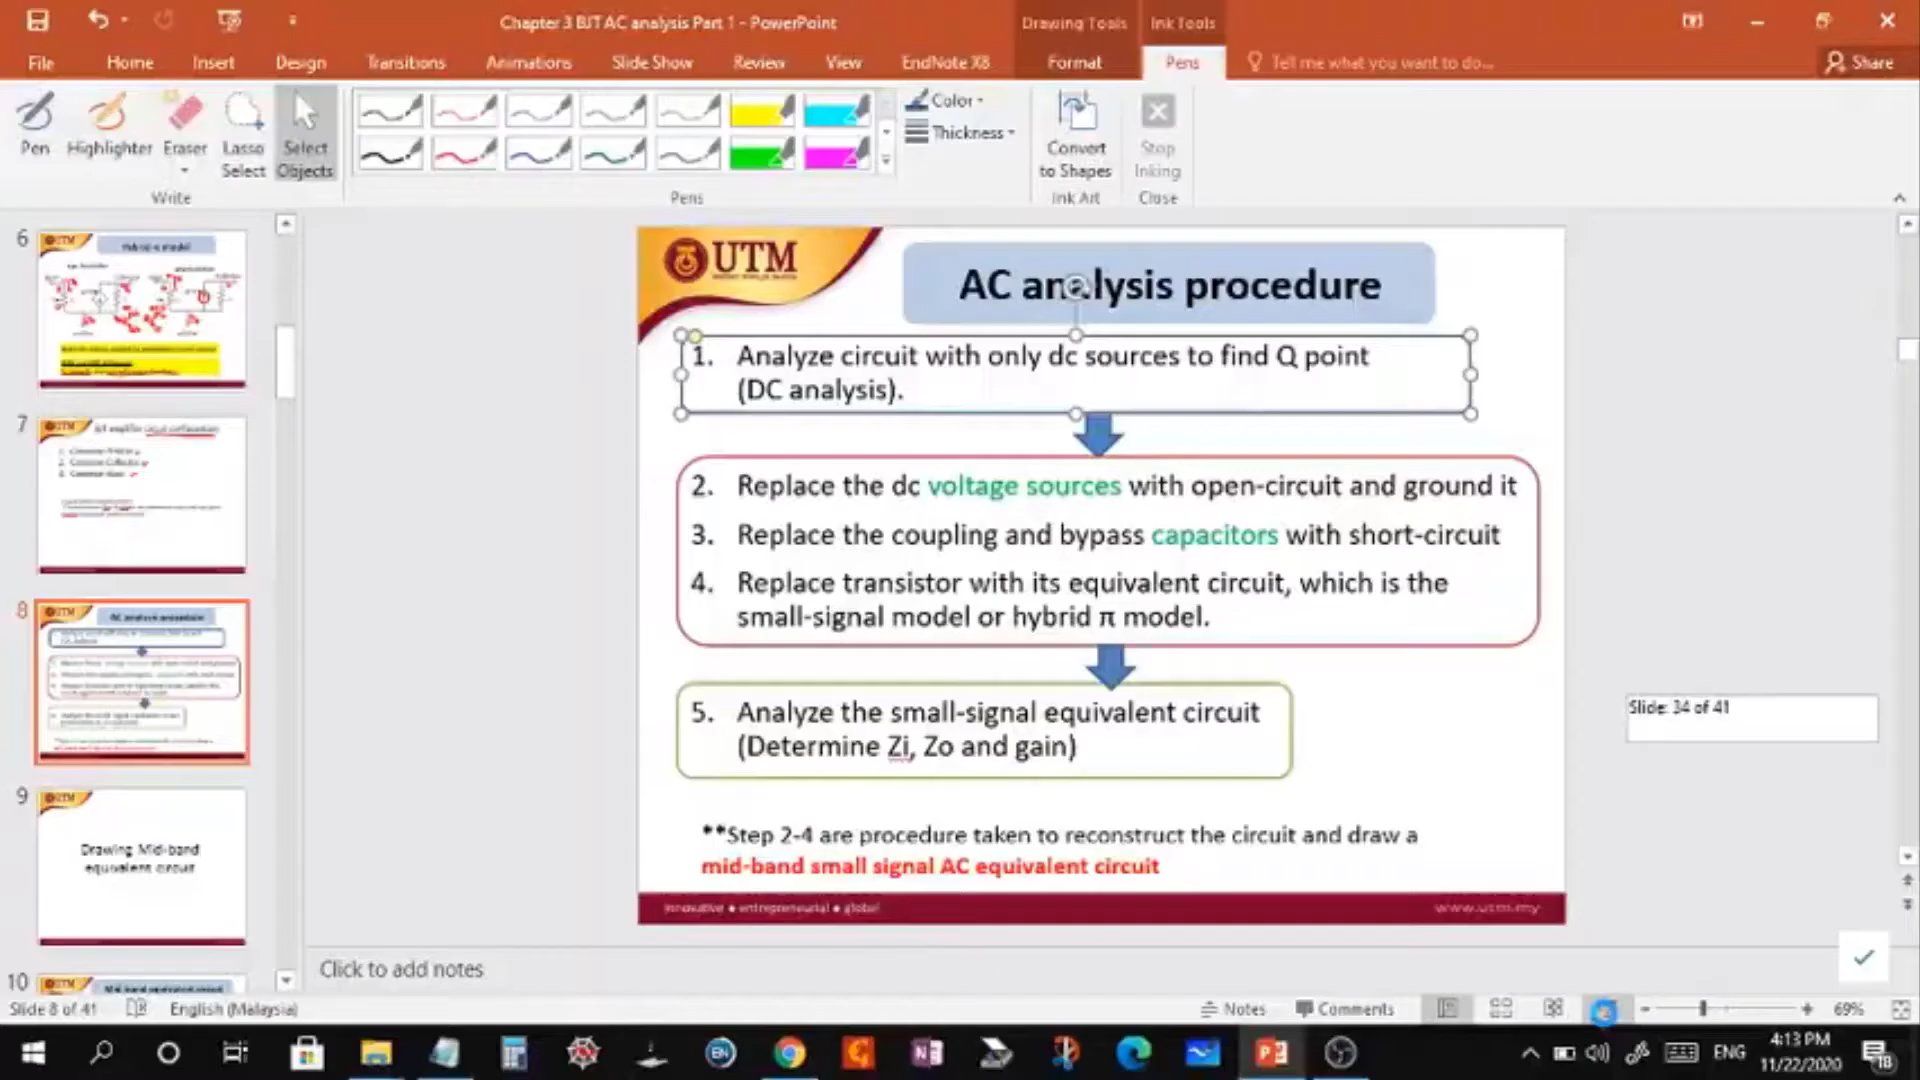 Chapter 3 BJT AC analysis Part 1 - PowerPoint
Drawing Tools
Ink Tools
File
Home
Insert
Design
Transitions
Animations
Slide Show
Review
View
EndNote X8
Format
Pens
Tell me what you want to do...
Share
Pen
Highlighter
Eraser
Lasso
Select
Select
Objects
Color
Thickness
Convert
to Shapes
Stop
Inking
Write
Pens
Ink Art
Close
6
7
8
9
Drawing Mid-band
equivalent circuit
10
UTM
AC analysis procedure
1. Analyze circuit with only dc sources to find Q point
(DC analysis).
2. Replace the dc voltage sources with open-circuit and ground it
3. Replace the coupling and bypass capacitors with short-circuit
4. Replace transistor with its equivalent circuit, which is the
small-signal model or hybrid π model.
5. Analyze the small-signal equivalent circuit
(Determine Zi, Zo and gain)
**Step 2-4 are procedure taken to reconstruct the circuit and draw a
mid-band small signal AC equivalent circuit
innovative ● entrepreneurial ● global
www.utm.my
Slide: 34 of 41
Click to add notes
Slide 8 of 41
English (Malaysia)
Notes
Comments
69%
ENG
4:13 PM
11/22/2020
18